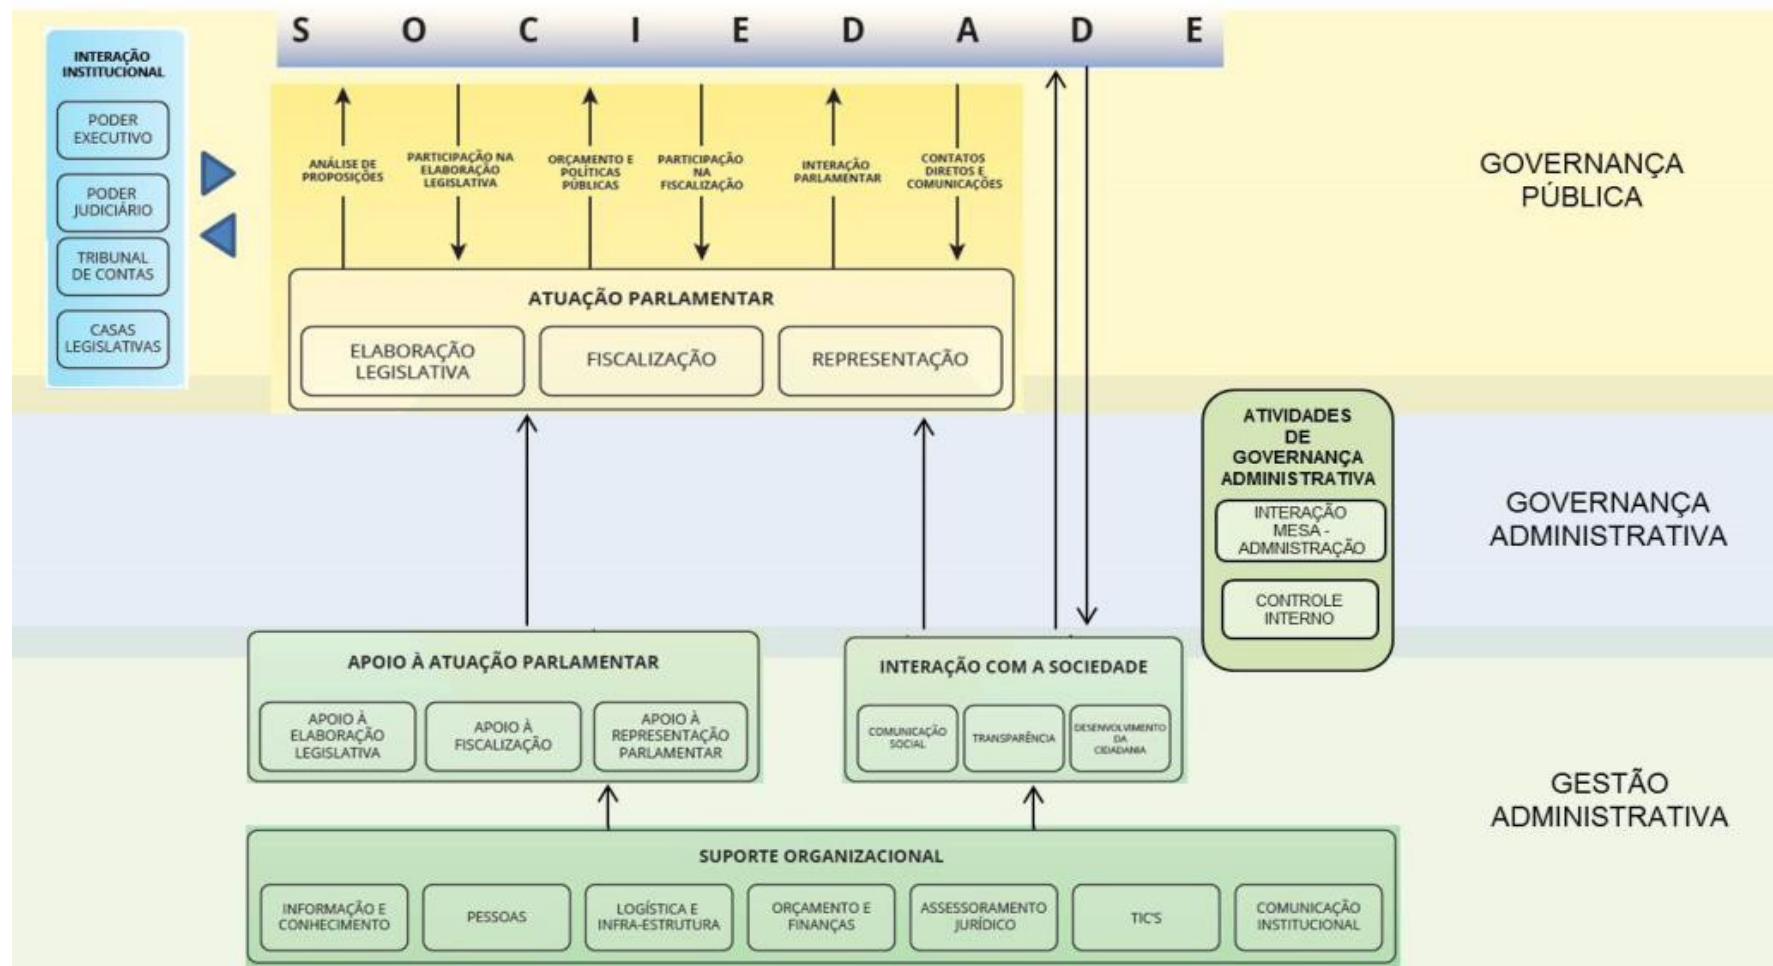 S O C I E D A D E
INTERAÇÃO
INSTITUCIONAL
PODER
EXECUTIVO
PODER
JUDICIÁRIO
TRIBUNAL
DE CONTAS
CASAS
LEGISLATIVAS
ANÁLISE DE
PROPOSIÇÕES
PARTICIPAÇÃO NA
ELABORAÇÃO
LEGISLATIVA
ORÇAMENTO E
POLÍTICAS
PÚBLICAS
PARTICIPAÇÃO
NA
FISCALIZAÇÃO
INTERAÇÃO
PARLAMENTAR
CONTATOS
DIRETOS E
COMUNICAÇÕES
GOVERNANÇA
PÚBLICA
ATUAÇÃO PARLAMENTAR
ELABORAÇÃO
LEGISLATIVA
FISCALIZAÇÃO
REPRESENTAÇÃO
ATIVIDADES
DE
GOVERNANÇA
ADMINISTRATIVA
INTERAÇÃO
MESA -
ADMNISTRAÇÃO
CONTROLE
INTERNO
GOVERNANÇA
ADMINISTRATIVA
APOIO À ATUAÇÃO PARLAMENTAR
APOIO À
ELABORAÇÃO
LEGISLATIVA
APOIO À
FISCALIZAÇÃO
APOIO À
REPRESENTAÇÃO
PARLAMENTAR
INTERAÇÃO COM A SOCIEDADE
COMUNICAÇÃO
SOCIAL
TRANSPARÊNCIA
DESENVOLVIMENTO
DA
CIDADANIA
GESTÃO
ADMINISTRATIVA
SUPORTE ORGANIZACIONAL
INFORMAÇÃO E
CONHECIMENTO
PESSOAS
LOGÍSTICA E
INFRA-ESTRUTURA
ORÇAMENTO E
FINANÇAS
ASSESSORAMENTO
JURÍDICO
TIC'S
COMUNICAÇÃO
INSTITUCIONAL